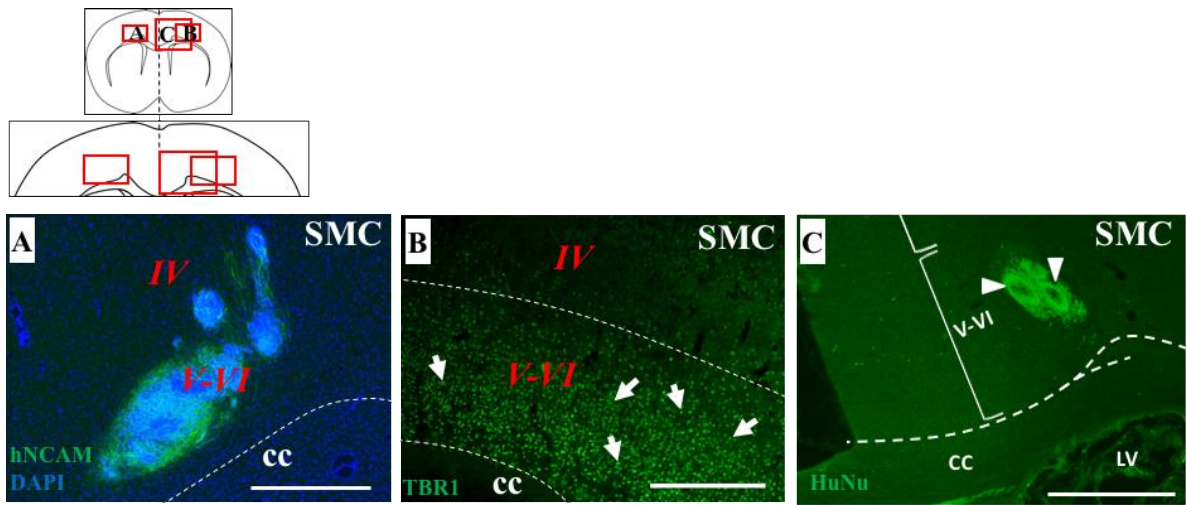 A C B
A SMC
IV
V-VI
hNCAM
DAPI
cc
B SMC
IV
V-VI
TBR1
cc
C SMC
V-VI
CC
LV
HuNu